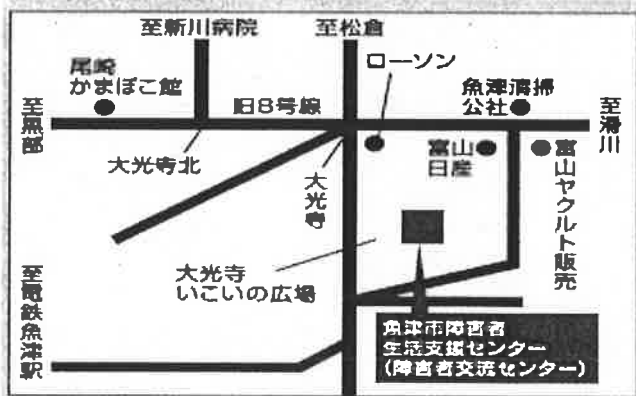 至新川病院
至松倉
ローソン
尾崎
かまぼこ館
魚津清掃
公社
至黒部
旧8号線
至滑川
大光寺北
大光寺
富山
日産
富山ヤクルト販売
大光寺
いこいの広場
至電鉄魚津駅
魚津市障害者
生活支援センター
(障害者交流センター)